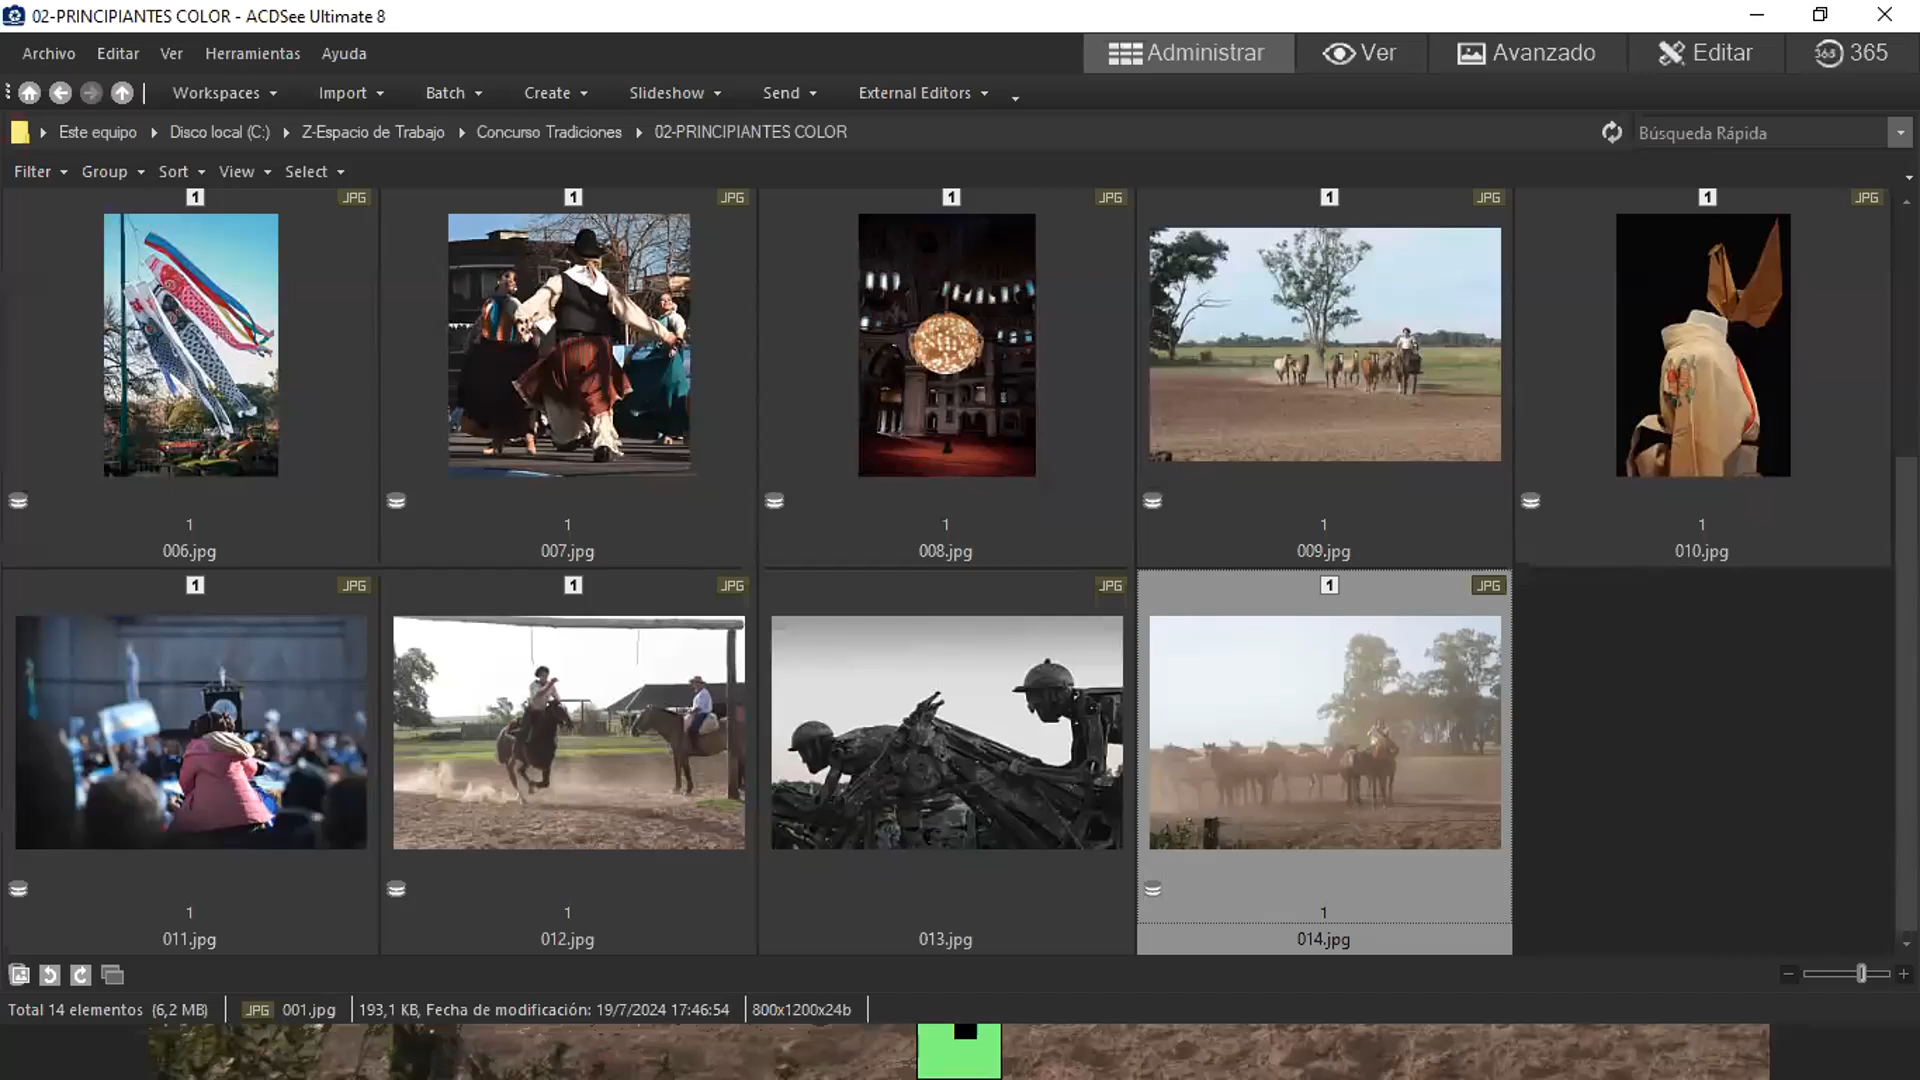 02-PRINCIPIANTES COLOR - ACDSee Ultimate 8
Archivo Editar Ver Herramientas Ayuda
Administrar Ver Avanzado Editar 365 365
Workspaces Import Batch Create Slideshow Send External Editors
Este equipo Disco local (C:) Z-Espacio de Trabajo Concurso Tradiciones 02-PRINCIPIANTES COLOR
Búsqueda Rápida
Filter Group Sort View Select
1 JPG 1 JPG 1 JPG 1 JPG 1 JPG
1 1 1 1 1
006.jpg 007.jpg 008.jpg 009.jpg 010.jpg
1 JPG 1 JPG JPG 1 JPG
1 1 1
011.jpg 012.jpg 013.jpg 014.jpg
Total 14 elementos (6,2 MB) JPG 001.jpg 193,1 KB, Fecha de modificación: 19/7/2024 17:46:54 800x1200x24b